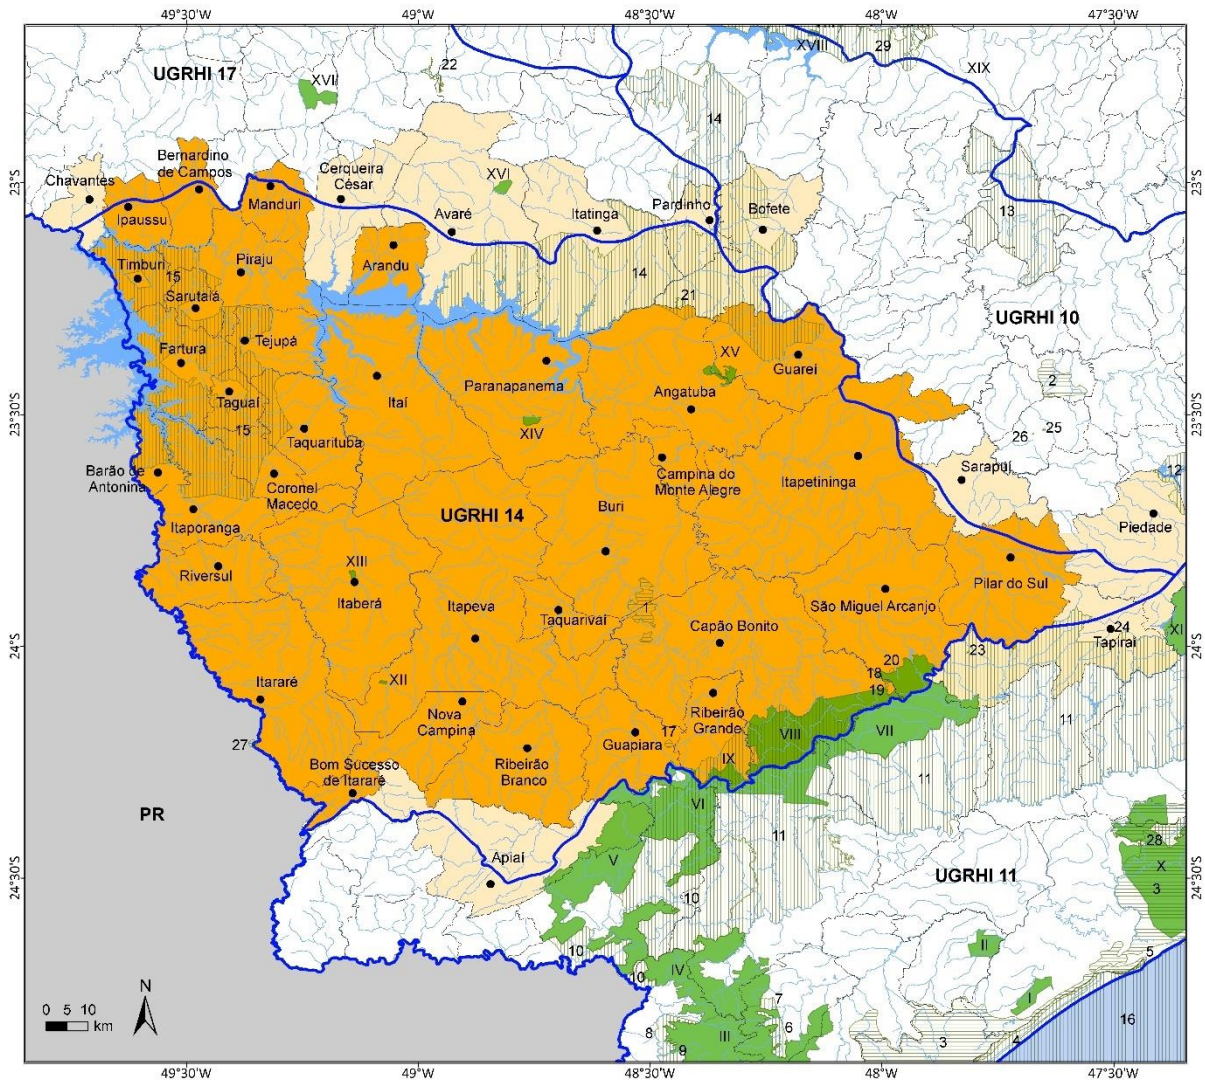 49°30'W
49°W
48°30'W
48°W
47°30'W
UGRHI 17
XVII
22
XVIII
29
XIX
14
23°S
23°S
Chavantes
Bernardino
de Campos
Ipaussu
Manduri
Cerqueira
César
XVI
Avaré
Itatinga
Pardinho
Bofete
13
Timburi
15
Piraju
Arandu
14
21
Sarutaiá
UGRHI 10
Fartura
Tejupá
Paranapanema
XV
Guareí
2
Taguaí
Itaí
Angatuba
23°30'S
23°30'S
15
Taquarituba
XIV
26
25
Barão de
Antonina
Coronel
Macedo
Campina do
Monte Alegre
Itapetininga
Sarapuí
12
Itaporanga
UGRHI 14
Buri
Piedade
Riversul
XIII
Itaberá
Itapeva
Taquarivaí
1
São Miguel Arcanjo
Pilar do Sul
Capão Bonito
24
Tapiraí
XI
24°S
24°S
Itararé
XII
20
18
19
23
Nova
Campina
Ribeirão
Grande
11
27
Guapiara
17
VIII
VII
Bom Sucesso
de Itararé
Ribeirão
Branco
IX
11
PR
VI
11
28
Apiaí
V
UGRHI 11
X
24°30'S
24°30'S
10
3
10
II
5
IV
10
N
0 5 10
km
7
I
16
8
III
6
3
4
9
49°30'W
49°W
48°30'W
48°W
47°30'W